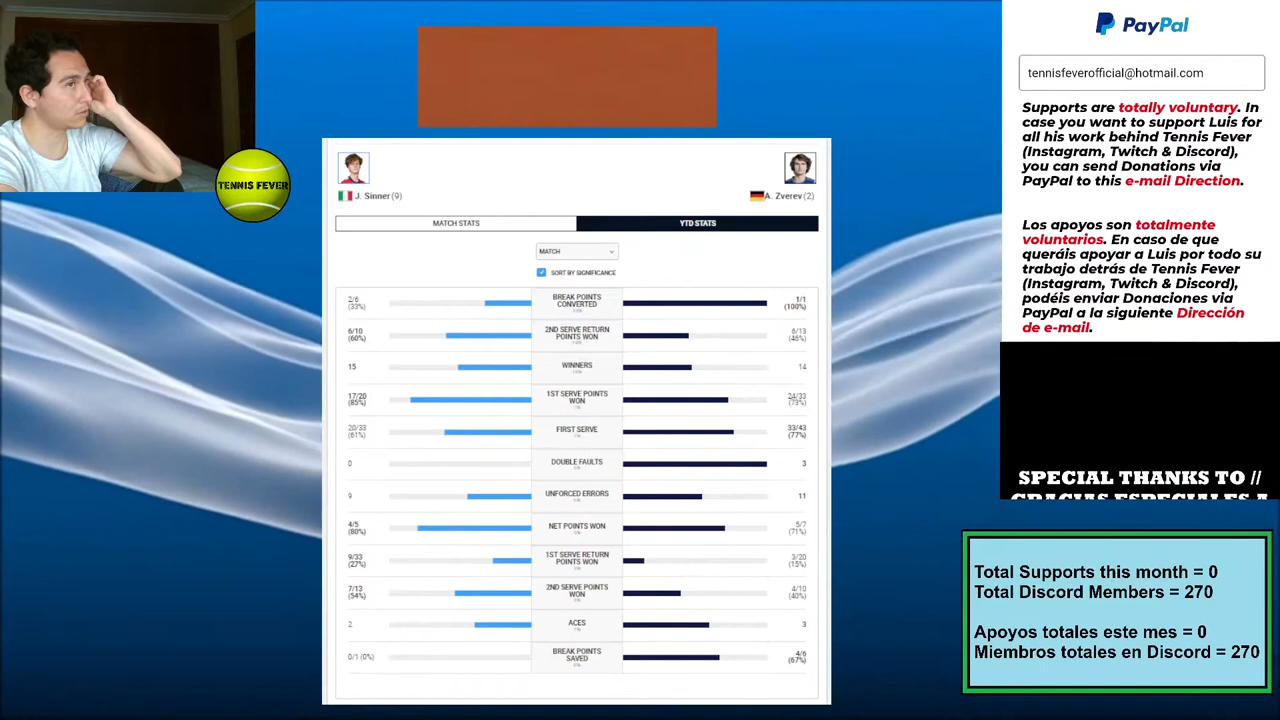 TENNIS FEVER
J. Sinner (9)
A. Zverev (2)
MATCH STATS
YTD STATS
MATCH
SORT BY SIGNIFICANCE
2/6
(33%)
BREAK POINTS
CONVERTED
1/1
(100%)
6/10
(60%)
2ND SERVE RETURN
POINTS WON
6/13
(46%)
15
WINNERS
14
17/20
(85%)
1ST SERVE POINTS
WON
24/33
(73%)
20/33
(61%)
FIRST SERVE
33/43
(77%)
0
DOUBLE FAULTS
3
9
UNFORCED ERRORS
11
4/5
(80%)
NET POINTS WON
5/7
(71%)
9/33
(27%)
1ST SERVE RETURN
POINTS WON
3/20
(15%)
7/13
(54%)
2ND SERVE POINTS
WON
4/10
(40%)
2
ACES
3
0/1 (0%)
BREAK POINTS
SAVED
4/6
(67%)
PayPal
tennisfeverofficial@hotmail.com
Supports are totally voluntary. In
case you want to support Luis for
all his work behind Tennis Fever
(Instagram, Twitch & Discord),
you can send Donations via
PayPal to this e-mail Direction.
Los apoyos son totalmente
voluntarios. En caso de que
queráis apoyar a Luis por todo su
trabajo detrás de Tennis Fever
(Instagram, Twitch & Discord),
podéis enviar Donaciones via
PayPal a la siguiente Dirección
de e-mail.
SPECIAL THANKS TO //
GRACIAS ESPECIALES A
Total Supports this month = 0
Total Discord Members = 270
Apoyos totales este mes = 0
Miembros totales en Discord = 270